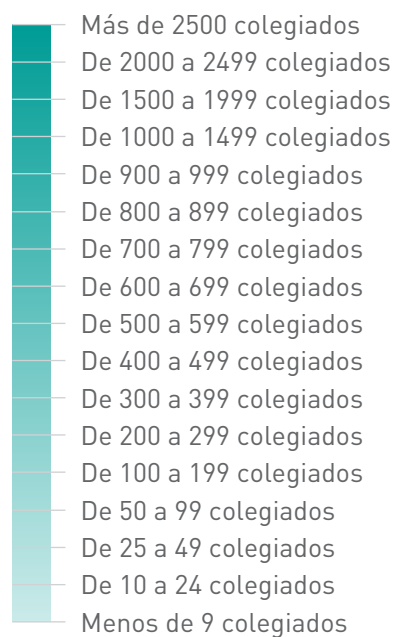 Más de 2500 colegiados
De 2000 a 2499 colegiados
De 1500 a 1999 colegiados
De 1000 a 1499 colegiados
De 900 a 999 colegiados
De 800 a 899 colegiados
De 700 a 799 colegiados
De 600 a 699 colegiados
De 500 a 599 colegiados
De 400 a 499 colegiados
De 300 a 399 colegiados
De 200 a 299 colegiados
De 100 a 199 colegiados
De 50 a 99 colegiados
De 25 a 49 colegiados
De 10 a 24 colegiados
Menos de 9 colegiados